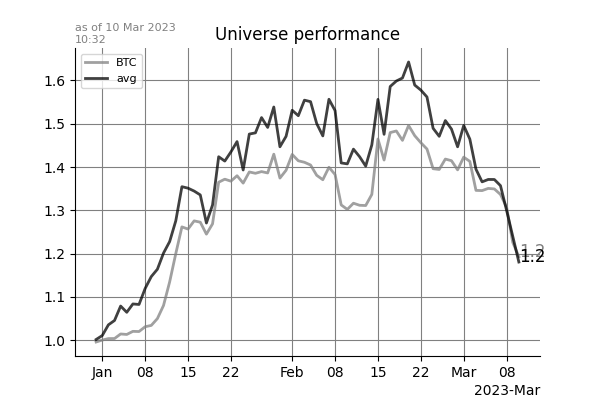 as of 10 Mar 2023
10:32
Universe performance
BTC
avg
1.6
1.5
1.4
1.3
1.2
1.1
1.0
1.2
1.2
Jan 08 15 22 Feb 08 15 22 Mar 08
2023-Mar